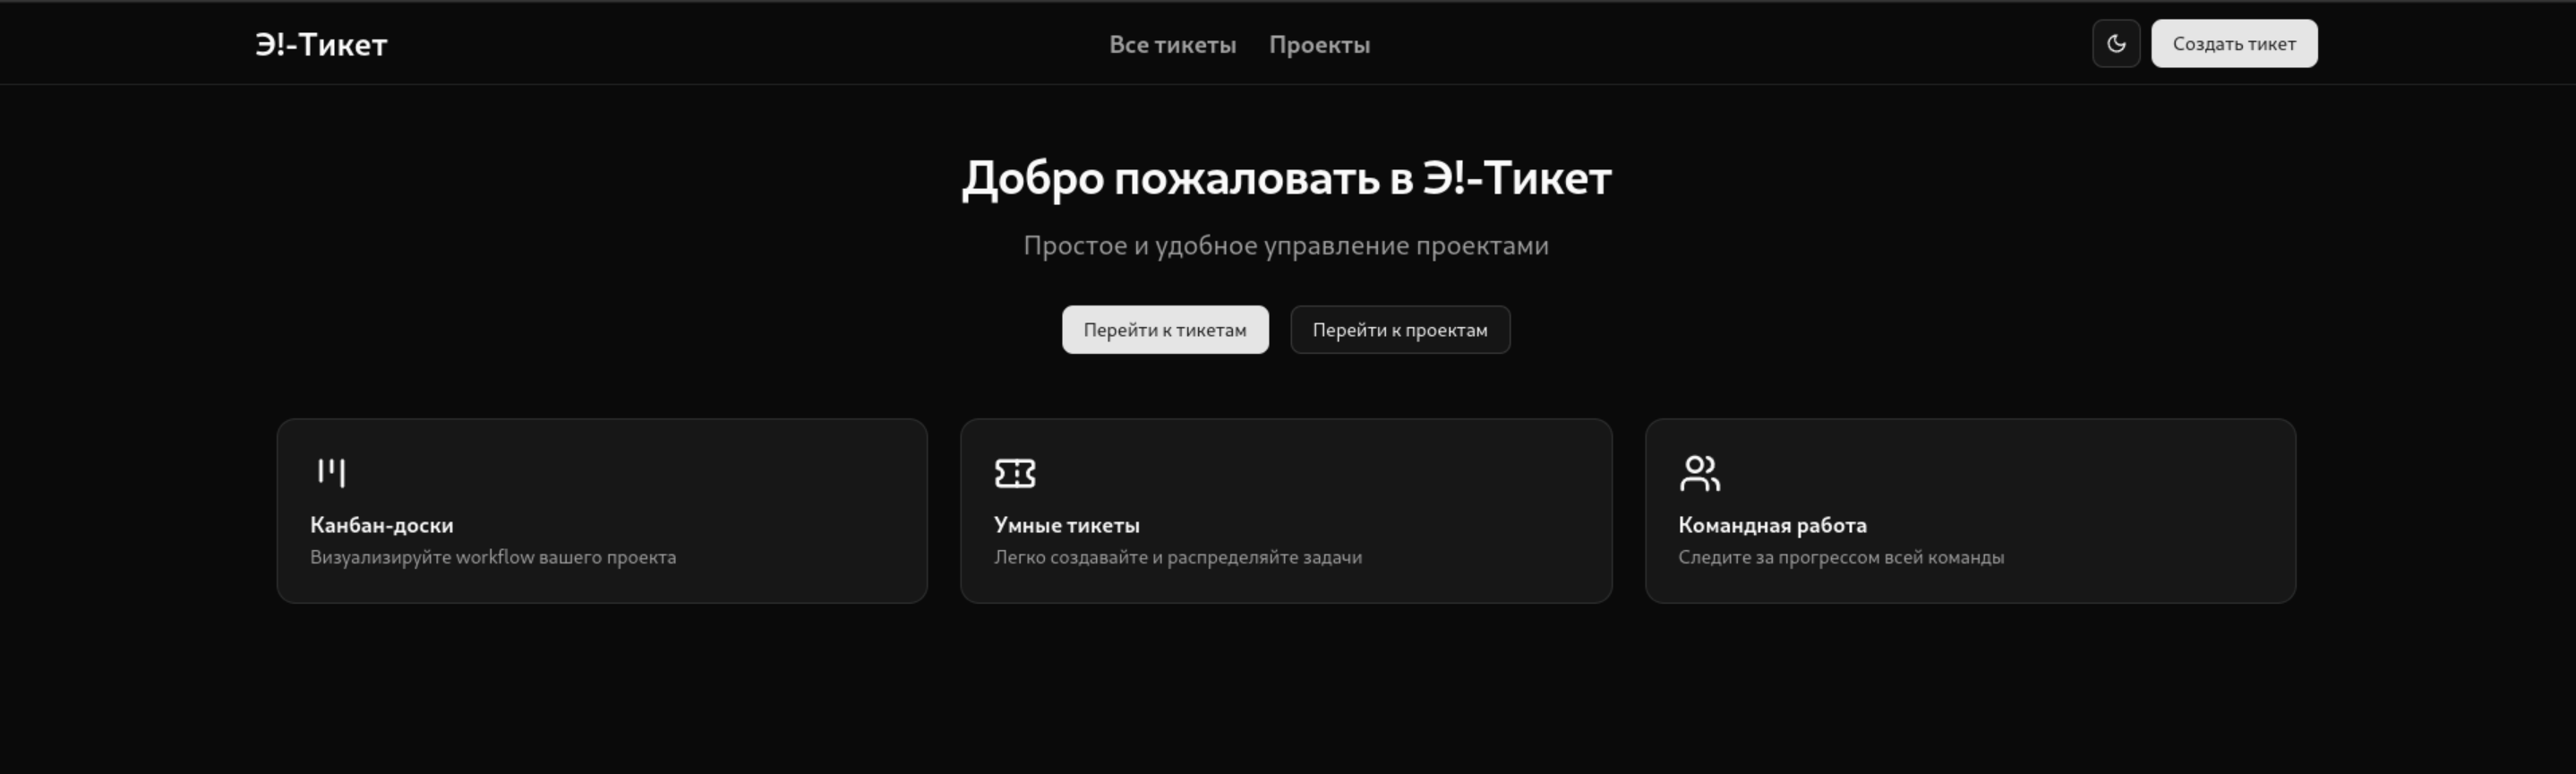 Э!-Тикет
Все тикеты
Проекты
Создать тикет
Добро пожаловать в Э!-Тикет
Простое и удобное управление проектами
Перейти к тикетам
Перейти к проектам
Канбан-доски
Визуализируйте workflow вашего проекта
Умные тикеты
Легко создавайте и распределяйте задачи
Командная работа
Следите за прогрессом всей команды